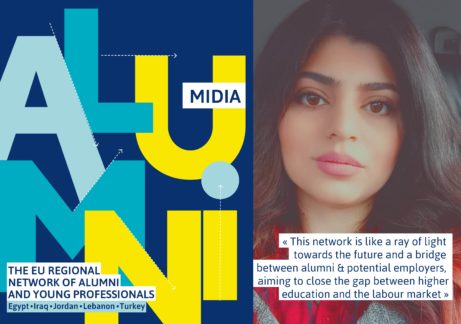 ALUMNI
MIDIA
THE EU REGIONAL
NETWORK OF ALUMNI
AND YOUNG PROFESSIONALS
Egypt • Iraq • Jordan • Lebanon • Turkey
« This network is like a ray of light
towards the future and a bridge
between alumni & potential employers,
aiming to close the gap between higher
education and the labour market »